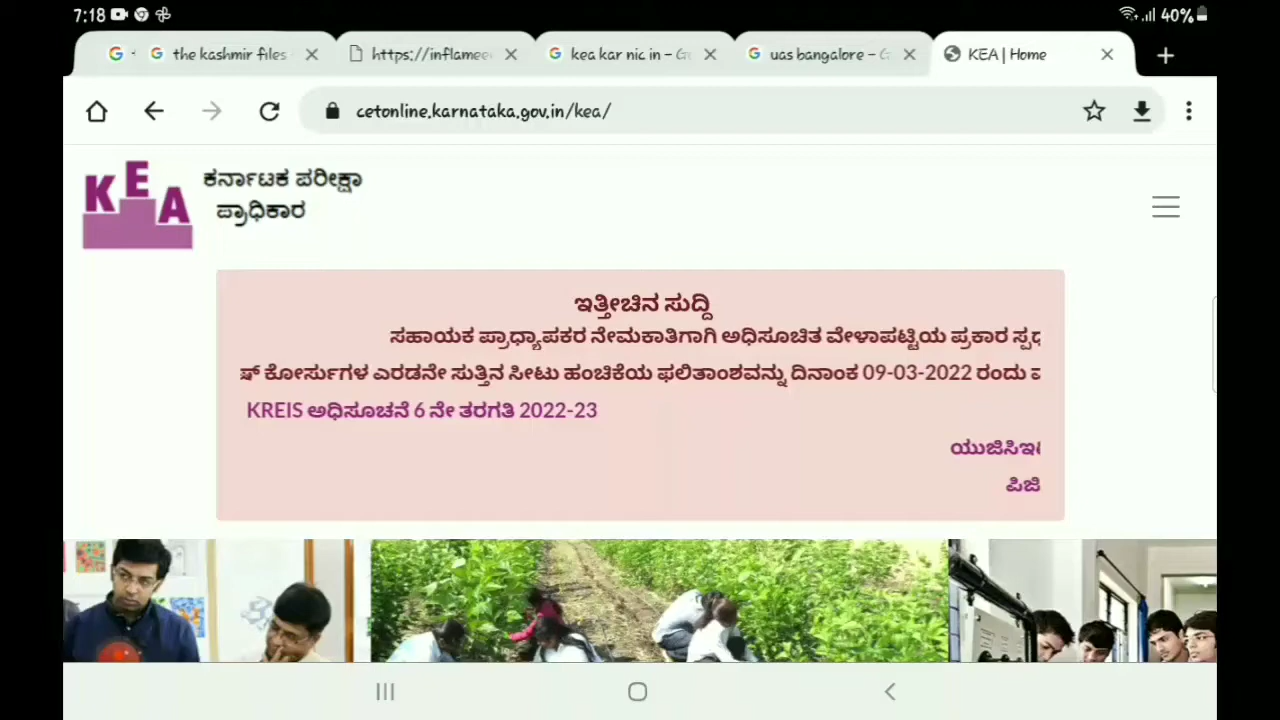 7:18
40%
the kashmir files
https://inflamee
kea kar nic in – Go
uas bangalore – G
KEA | Home
cetonline.karnataka.gov.in/kea/
KEA
ಕರ್ನಾಟಕ ಪರೀಕ್ಷಾ
ಪ್ರಾಧಿಕಾರ
ಇತ್ತೀಚಿನ ಸುದ್ದಿ
ಸಹಾಯಕ ಪ್ರಾಧ್ಯಾಪಕರ ನೇಮಕಾತಿಗಾಗಿ ಅಧಿಸೂಚಿತ ವೇಳಾಪಟ್ಟಿಯ ಪ್ರಕಾರ
ಕೋರ್ಸುಗಳ ಎರಡನೇ ಸುತ್ತಿನ ಸೀಟು ಹಂಚಿಕೆಯ ಫಲಿತಾಂಶವನ್ನು ದಿನಾಂಕ 09-03-2022 ರಂದು
KREIS ಅಧಿಸೂಚನೆ 6 ನೇ ತರಗತಿ 2022-23
ಯುಜಿಸಿಇ
ಪಿಜಿ